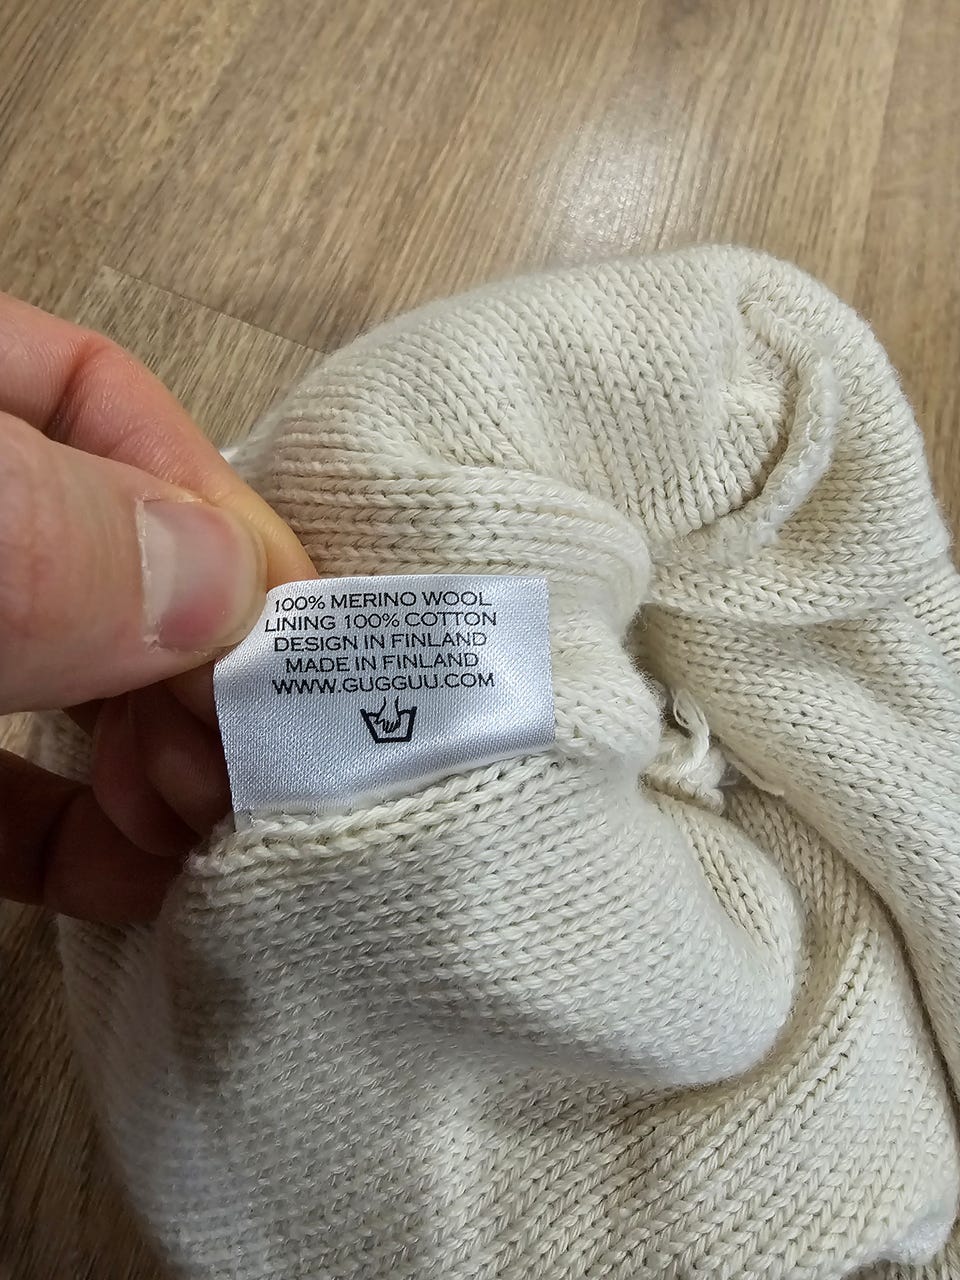 100% MERINO WOOL
LINING 100% COTTON
DESIGN IN FINLAND
MADE IN FINLAND
WWW.GUGGUU.COM